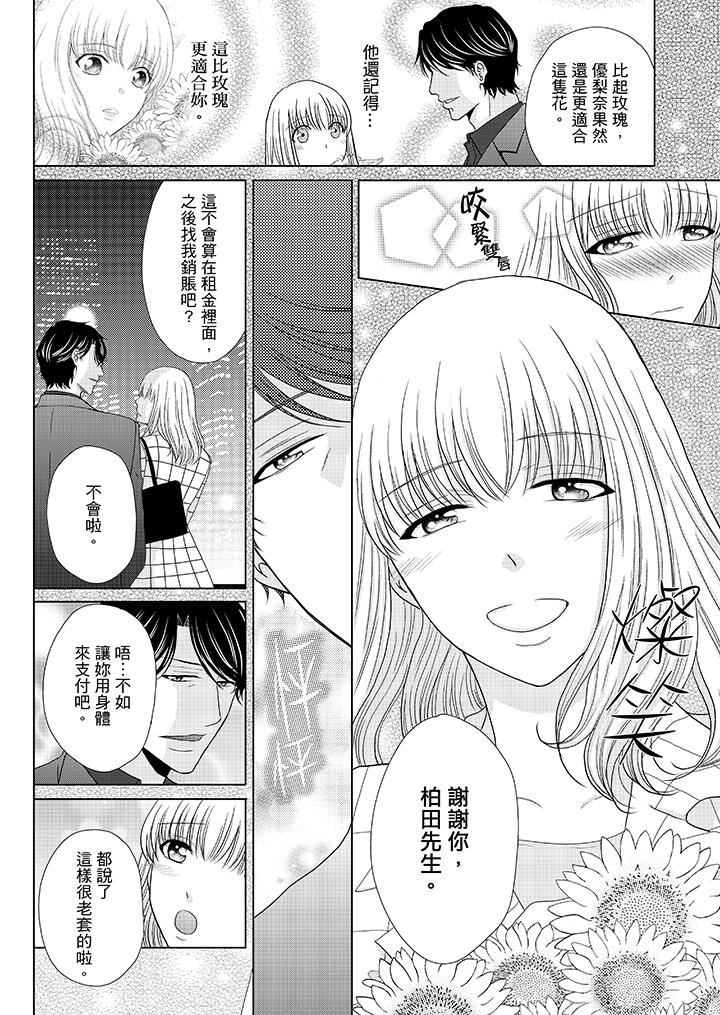 比起玫瑰，
優梨奈果然
還是更適合
這隻花。
他還記得…
這比玫瑰
更適合妳。
咬緊雙唇
燦笑
謝謝你，
柏田先生。
怦怦
這不會算在租金裡面，
之後找我銷賬吧？
不會啦。
唔…不如
讓妳用身體
來支付吧。
都說了
這樣很老套的啦。